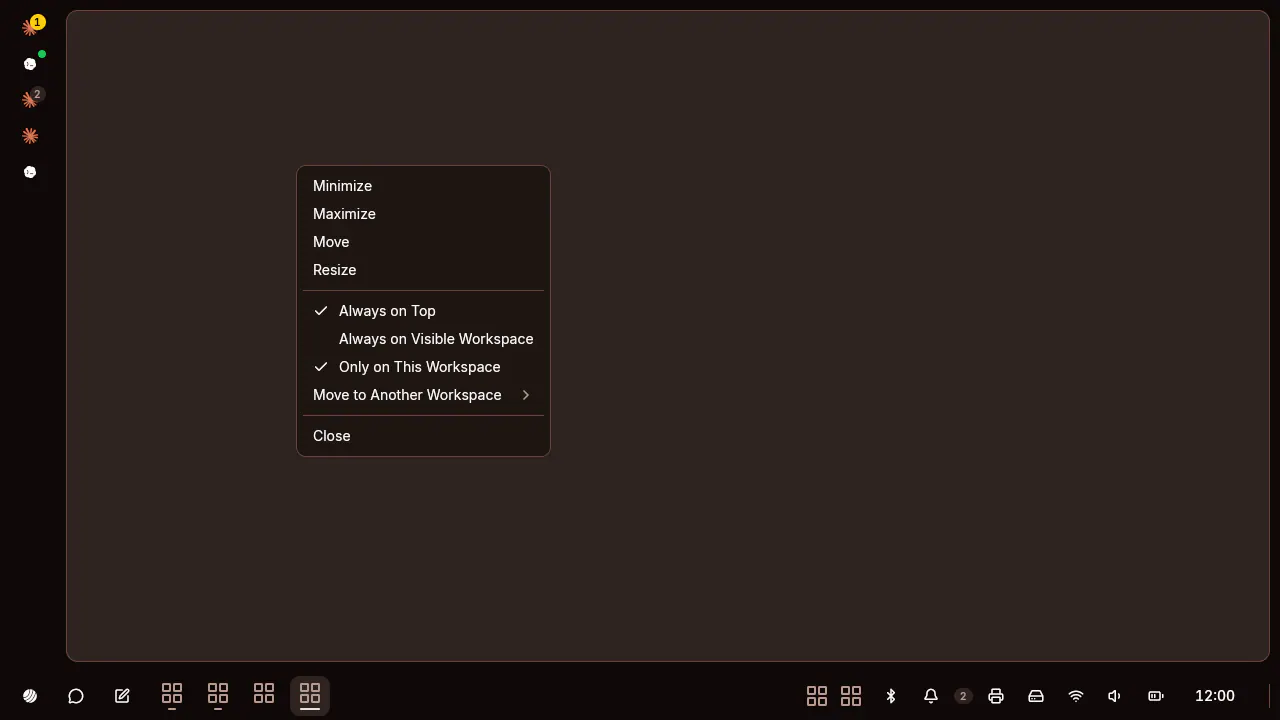 1
2
Minimize
Maximize
Move
Resize
Always on Top
Always on Visible Workspace
Only on This Workspace
Move to Another Workspace
Close
2
12:00